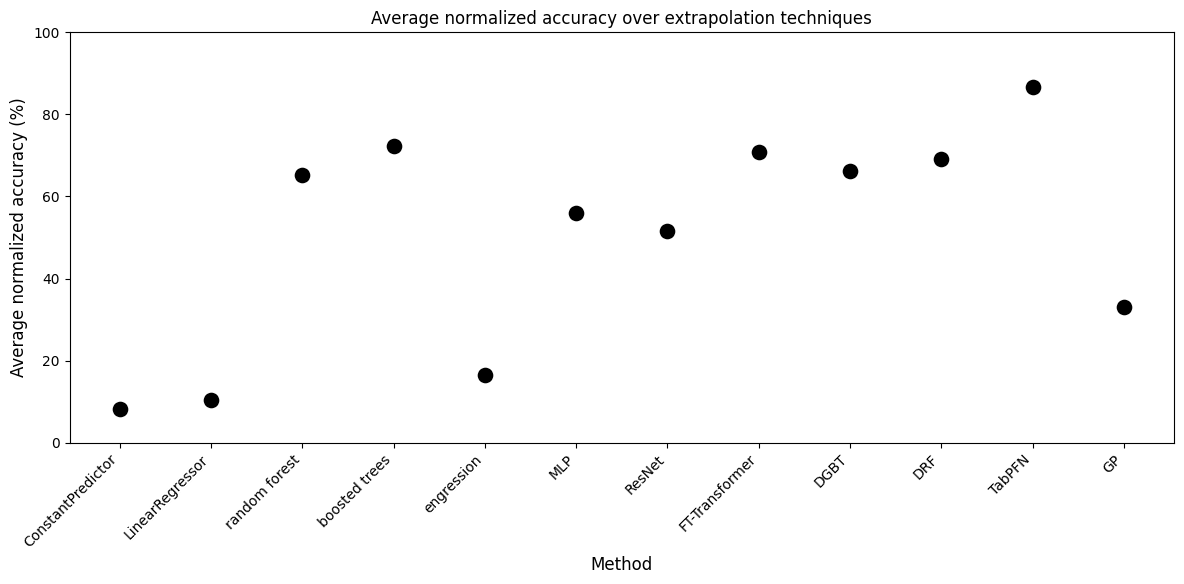 Average normalized accuracy over extrapolation techniques
Average normalized accuracy (%)
100
80
60
40
20
0
ConstantPredictor
LinearRegressor
random forest
boosted trees
engression
MLP
ResNet
FT-Transformer
DGBT
DRF
TabPFN
GP
Method